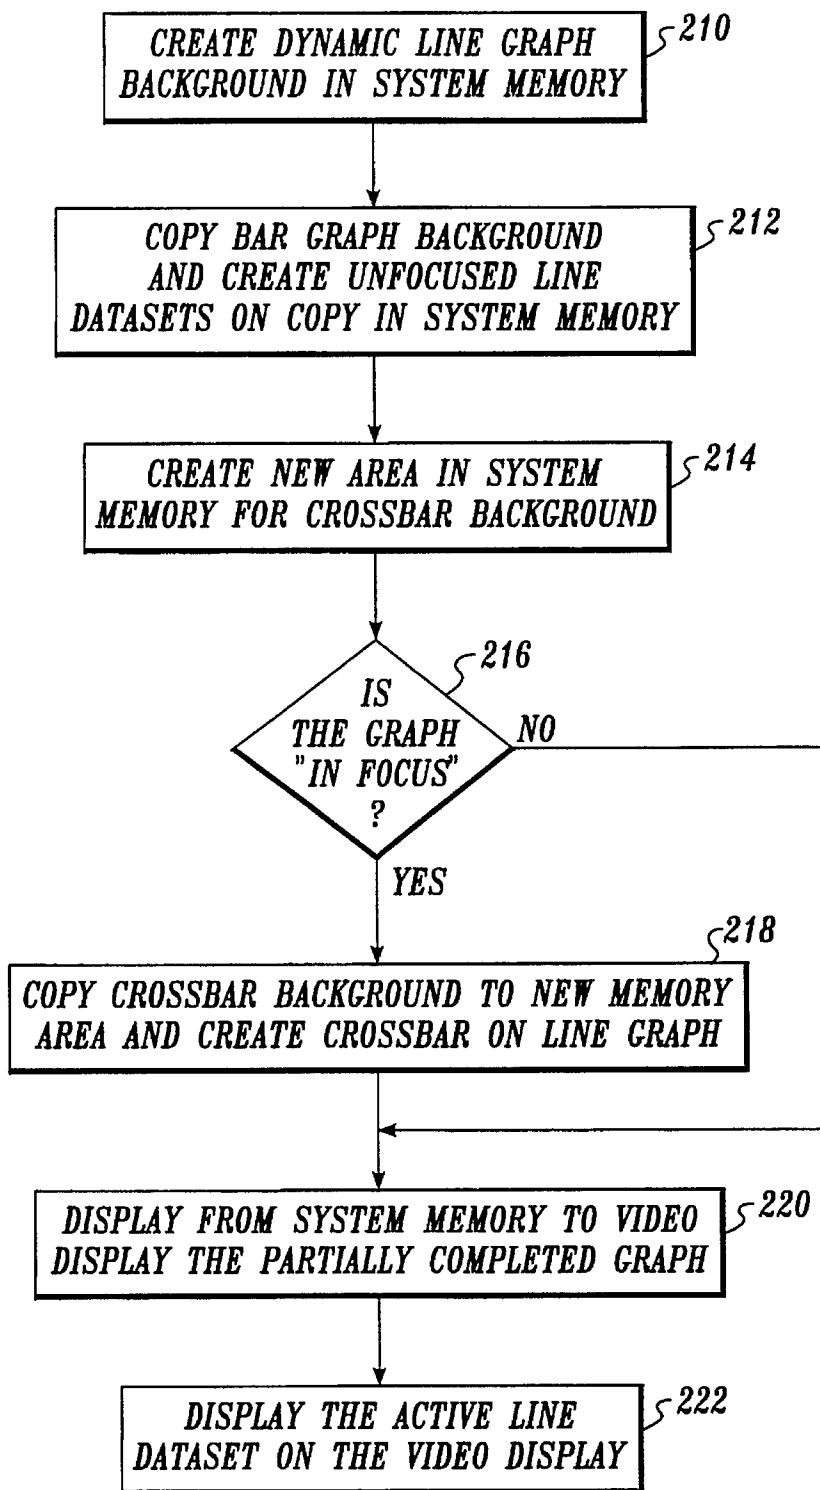 CREATE DYNAMIC LINE GRAPH
BACKGROUND IN SYSTEM MEMORY
210
COPY BAR GRAPH BACKGROUND
AND CREATE UNFOCUSED LINE
DATASETS ON COPY IN SYSTEM MEMORY
212
CREATE NEW AREA IN SYSTEM
MEMORY FOR CROSSBAR BACKGROUND
214
IS
THE GRAPH
"IN FOCUS"
?
216
NO
YES
COPY CROSSBAR BACKGROUND TO NEW MEMORY
AREA AND CREATE CROSSBAR ON LINE GRAPH
218
DISPLAY FROM SYSTEM MEMORY TO VIDEO
DISPLAY THE PARTIALLY COMPLETED GRAPH
220
DISPLAY THE ACTIVE LINE
DATASET ON THE VIDEO DISPLAY
222